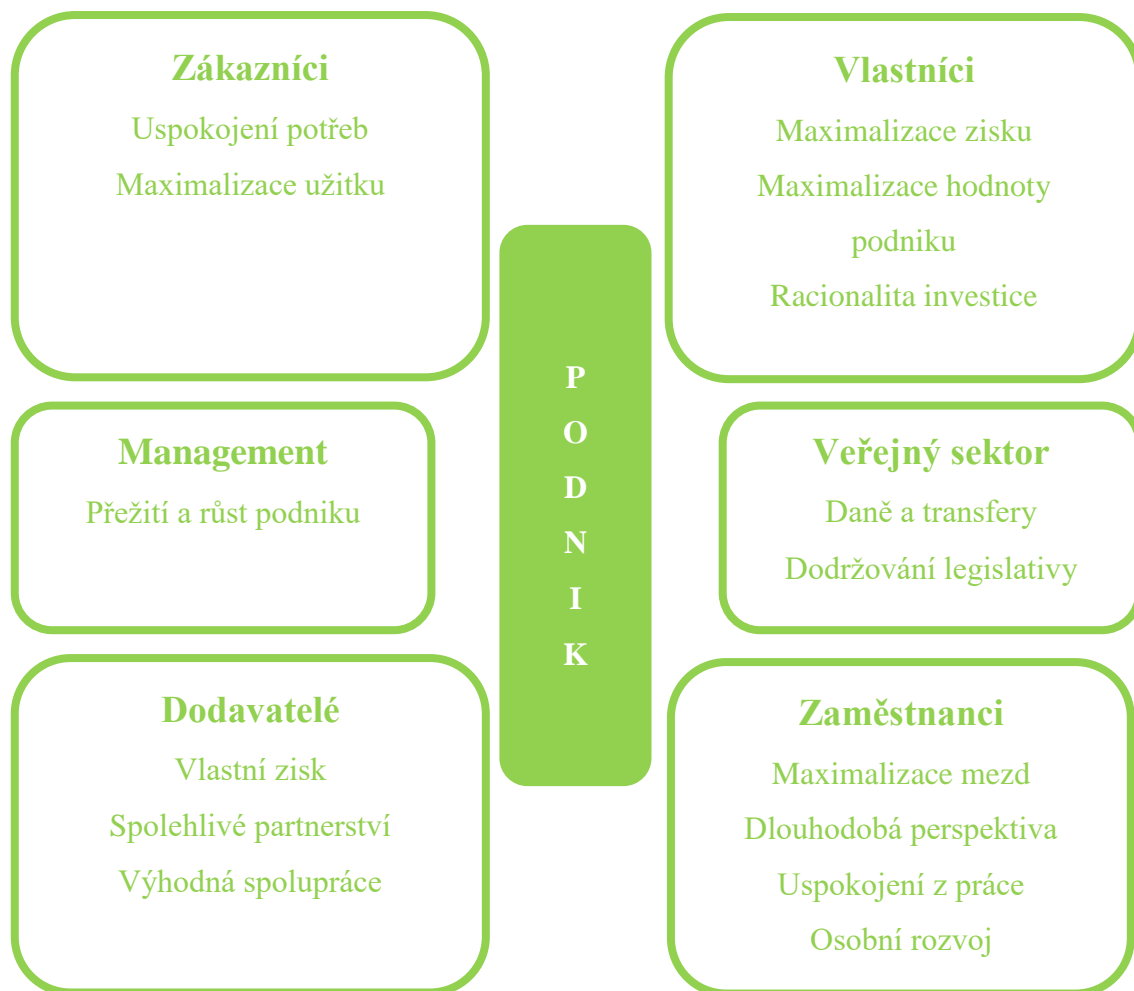 Zákazníci
Uspokojení potřeb
Maximalizace užitku
Vlastníci
Maximalizace zisku
Maximalizace hodnoty
podniku
Racionalita investice
P
O
D
N
I
K
Management
Přežití a růst podniku
Veřejný sektor
Daně a transfery
Dodržování legislativy
Dodavatelé
Vlastní zisk
Spolehlivé partnerství
Výhodná spolupráce
Zaměstnanci
Maximalizace mezd
Dlouhodobá perspektiva
Uspokojení z práce
Osobní rozvoj